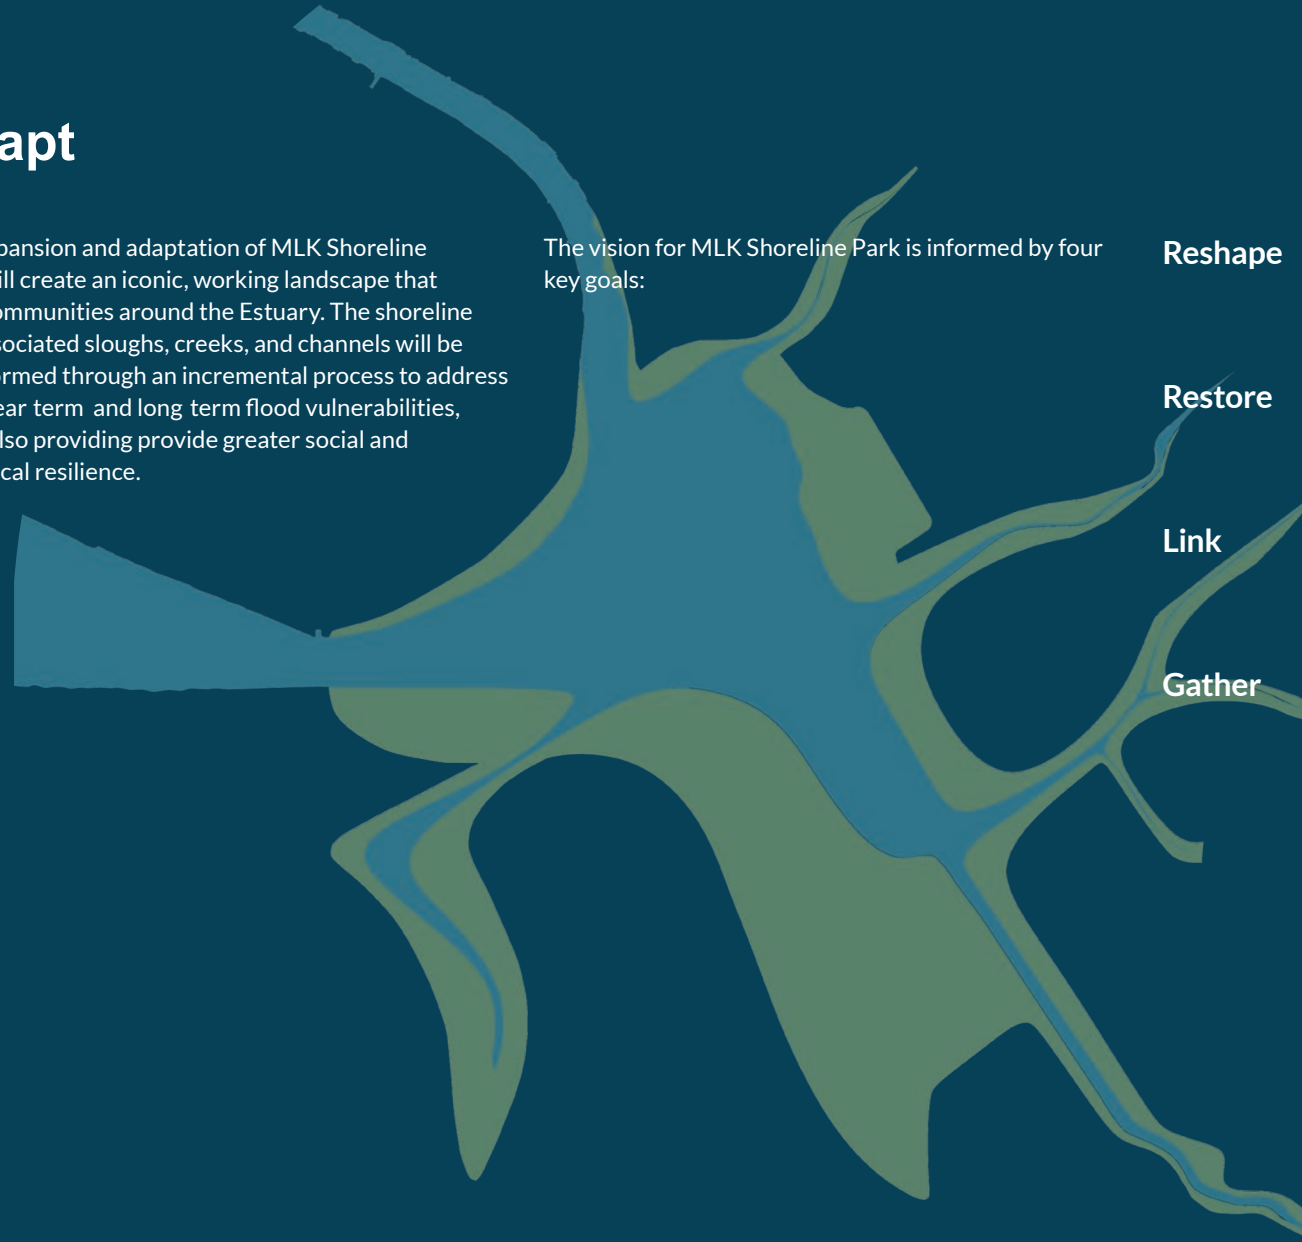 apt
pansion and adaptation of MLK Shoreline
ill create an iconic, working landscape that
ommunities around the Estuary. The shoreline
sociated sloughs, creeks, and channels will be
ormed through an incremental process to address
ear term and long term flood vulnerabilities,
lso providing provide greater social and
cal resilience.
The vision for MLK Shoreline Park is informed by four
key goals:
Reshape
Restore
Link
Gather